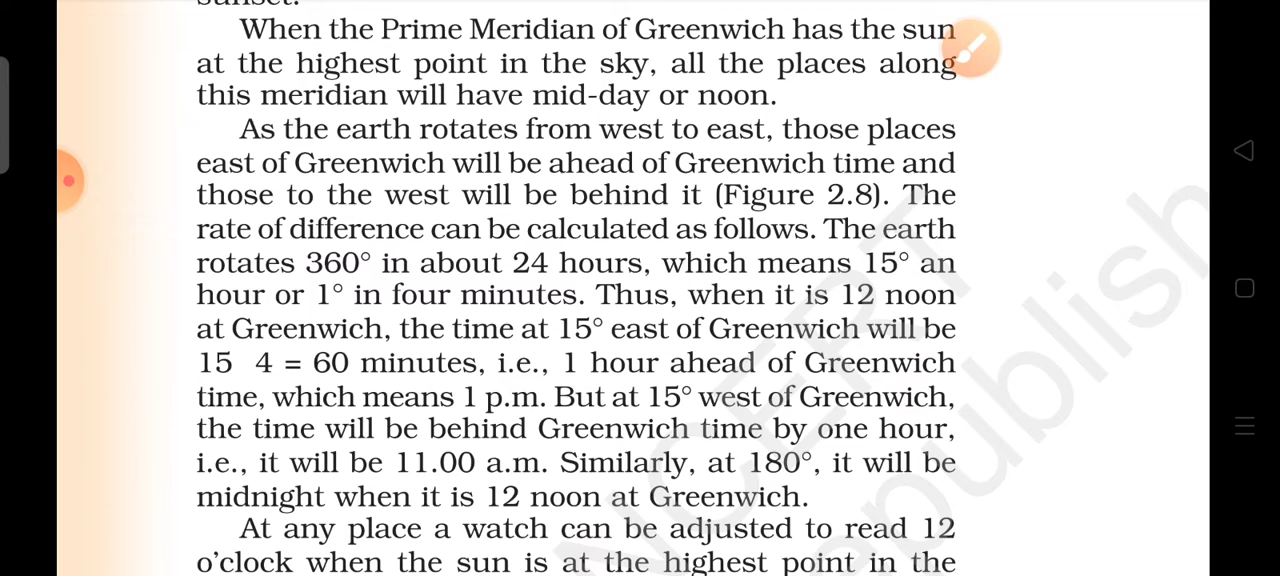 sunset.
When the Prime Meridian of Greenwich has the sun
at the highest point in the sky, all the places along
this meridian will have mid-day or noon.
As the earth rotates from west to east, those places
east of Greenwich will be ahead of Greenwich time and
those to the west will be behind it (Figure 2.8). The
rate of difference can be calculated as follows. The earth
rotates 360° in about 24 hours, which means 15° an
hour or 1° in four minutes. Thus, when it is 12 noon
at Greenwich, the time at 15° east of Greenwich will be
15 4 = 60 minutes, i.e., 1 hour ahead of Greenwich
time, which means 1 p.m. But at 15° west of Greenwich,
the time will be behind Greenwich time by one hour,
i.e., it will be 11.00 a.m. Similarly, at 180°, it will be
midnight when it is 12 noon at Greenwich.
At any place a watch can be adjusted to read 12
o'clock when the sun is at the highest point in the
NCERT
republish